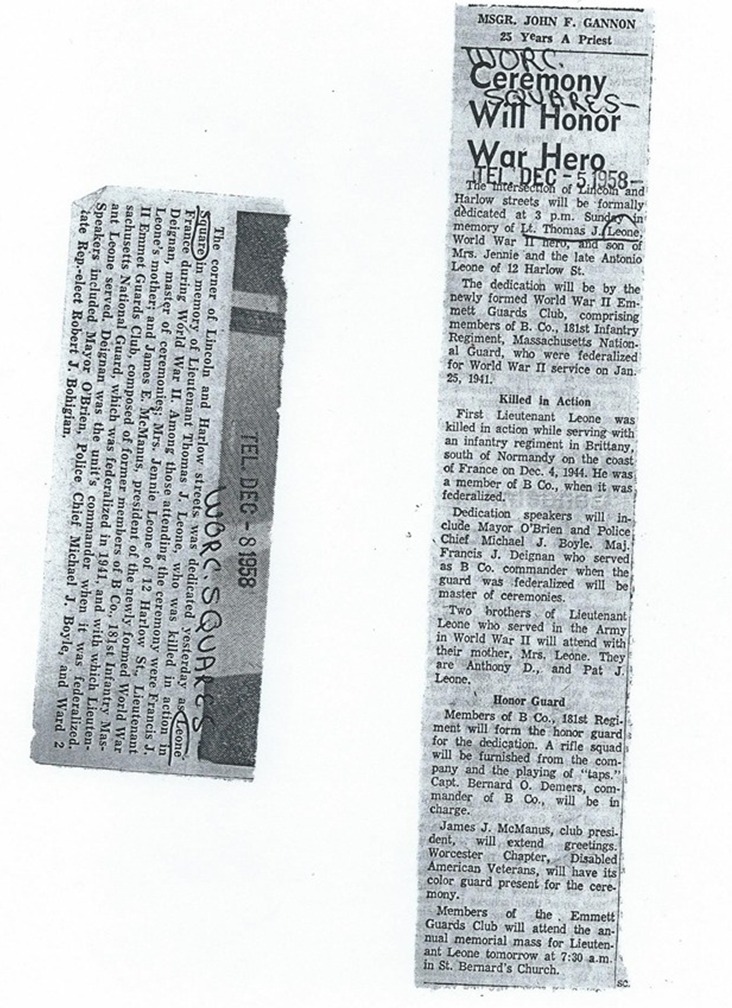 TEL. DEC - 8 1958
WORC. SQUARES
The corner of Lincoln and Harlow streets was dedicated yesterday as Leone
Square in memory of Lieutenant Thomas J. Leone, who was killed in action in
France during World War II. Among those attending the ceremony were Francis J.
Deignan, master of ceremonies; Mrs. Jennie Leone of 12 Harlow St., Lieutenant
Leone's mother; and James E. McManus, president of the newly formed World War
II Emmet Guards Club, composed of former members of B Co. 181st Infantry Mas-
sachusetts National Guard, which was federalized in 1941, and with which Lieuten-
ant Leone served. Deignan was the unit's commander when it was federalized.
Speakers included Mayor O'Brien, Police Chief Michael J. Boyle, and Ward 2
tate Rep.-elect Robert J. Bohigian.
MSGR. JOHN F. GANNON
25 Years A Priest
WORC.
Ceremony
SQUARES-
Will Honor
War Hero
TEL DEC - 5 1958
The intersection of Lincoln and
Harlow streets will be formally
dedicated at 3 p.m. Sunday in
memory of Lt. Thomas J. Leone,
World War II hero, and son of
Mrs. Jennie and the late Antonio
Leone of 12 Harlow St.
The dedication will be by the
newly formed World War II Em-
mett Guards Club, comprising
members of B. Co., 181st Infantry
Regiment, Massachusetts Nation-
al Guard, who were federalized
for World War II service on Jan.
25, 1941.
Killed in Action
First Lieutenant Leone was
killed in action while serving with
an infantry regiment in Brittany,
south of Normandy on the coast
of France on Dec. 4, 1944. He was
a member of B Co., when it was
federalized.
Dedication speakers will in-
clude Mayor O'Brien and Police
Chief Michael J. Boyle. Maj.
Francis J. Deignan who served
as B Co. commander when the
guard was federalized will be
master of ceremonies.
Two brothers of Lieutenant
Leone who served in the Army
in World War II will attend with
their mother, Mrs. Leone. They
are Anthony D., and Pat J.
Leone.
Honor Guard
Members of B Co., 181st Regi-
ment will form the honor guard
for the dedication. A rifle squad
will be furnished from the com-
pany and the playing of "taps."
Capt. Bernard O. Demers, com-
mander of B Co., will be in
charge.
James J. McManus, club presi-
dent, will extend greetings.
Worcester Chapter, Disabled
American Veterans, will have its
color guard present for the cere-
mony.
Members of the Emmett
Guards Club will attend the an-
nual memorial mass for Lieuten-
ant Leone tomorrow at 7:30 a.m.
in St. Bernard's Church.
sc.